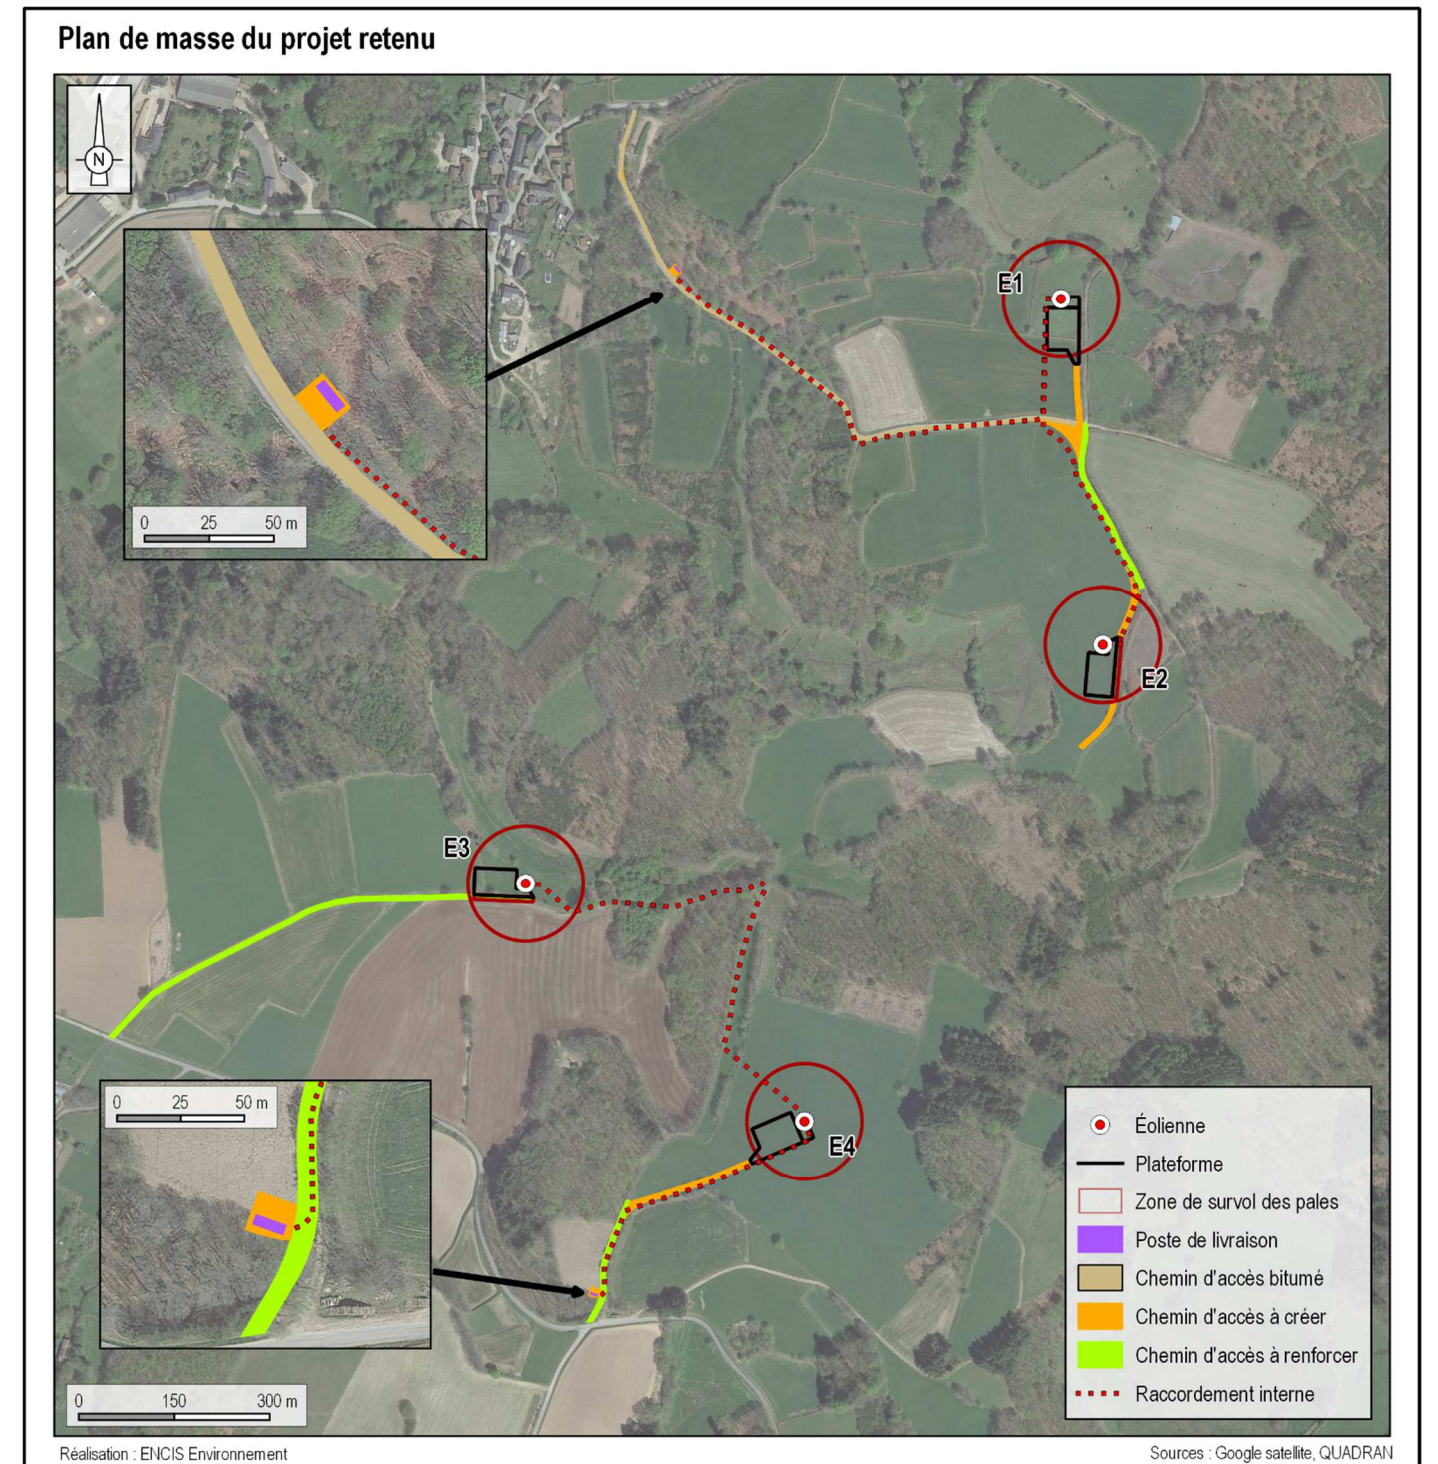 Plan de masse du projet retenu
N
E1
0 25 50 m
E2
E3
0 25 50 m
E4
Éolienne
Plateforme
Zone de survol des pales
Poste de livraison
Chemin d'accès bitumé
Chemin d'accès à créer
Chemin d'accès à renforcer
Raccordement interne
0 150 300 m
Réalisation : ENCIS Environnement
Sources : Google satellite, QUADRAN